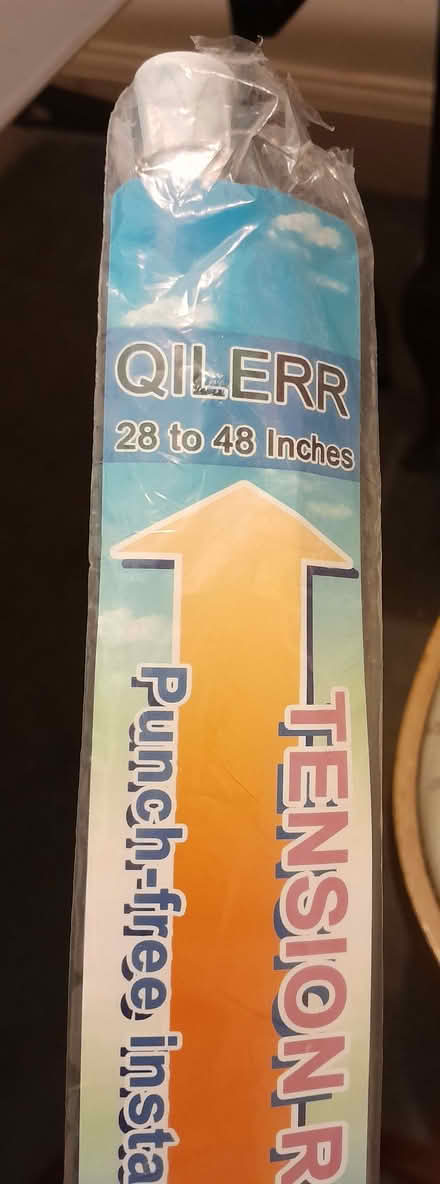 QILERR
28 to 48 Inches
TENSION R
Punch-free insta